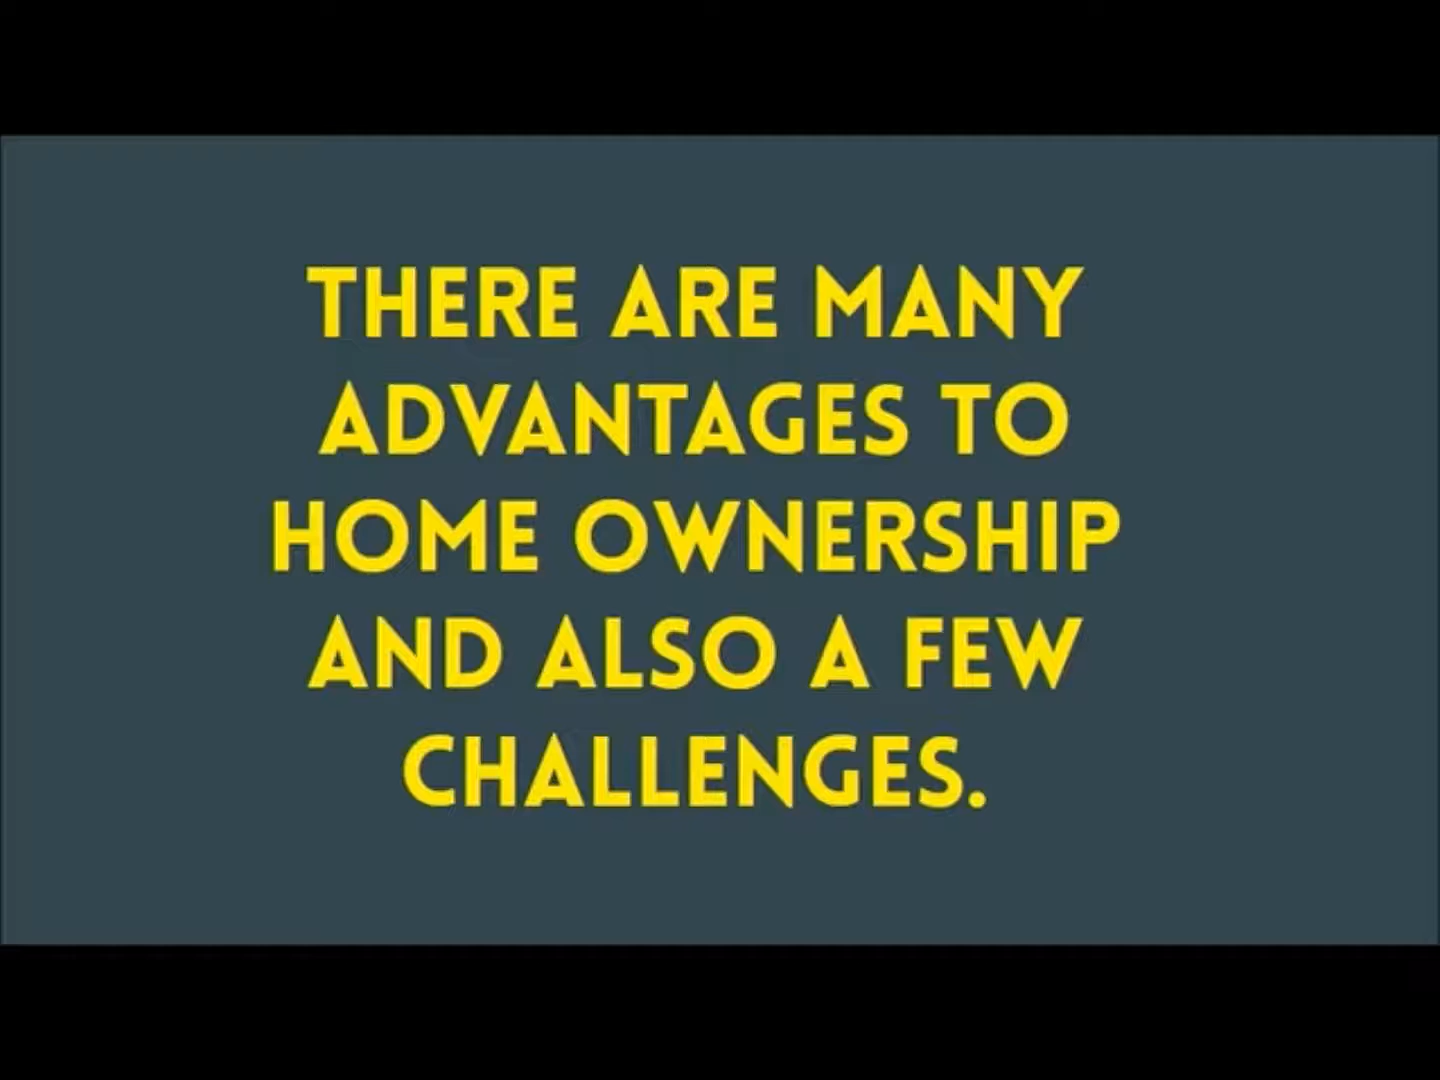 THERE ARE MANY
ADVANTAGES TO
HOME OWNERSHIP
AND ALSO A FEW
CHALLENGES.